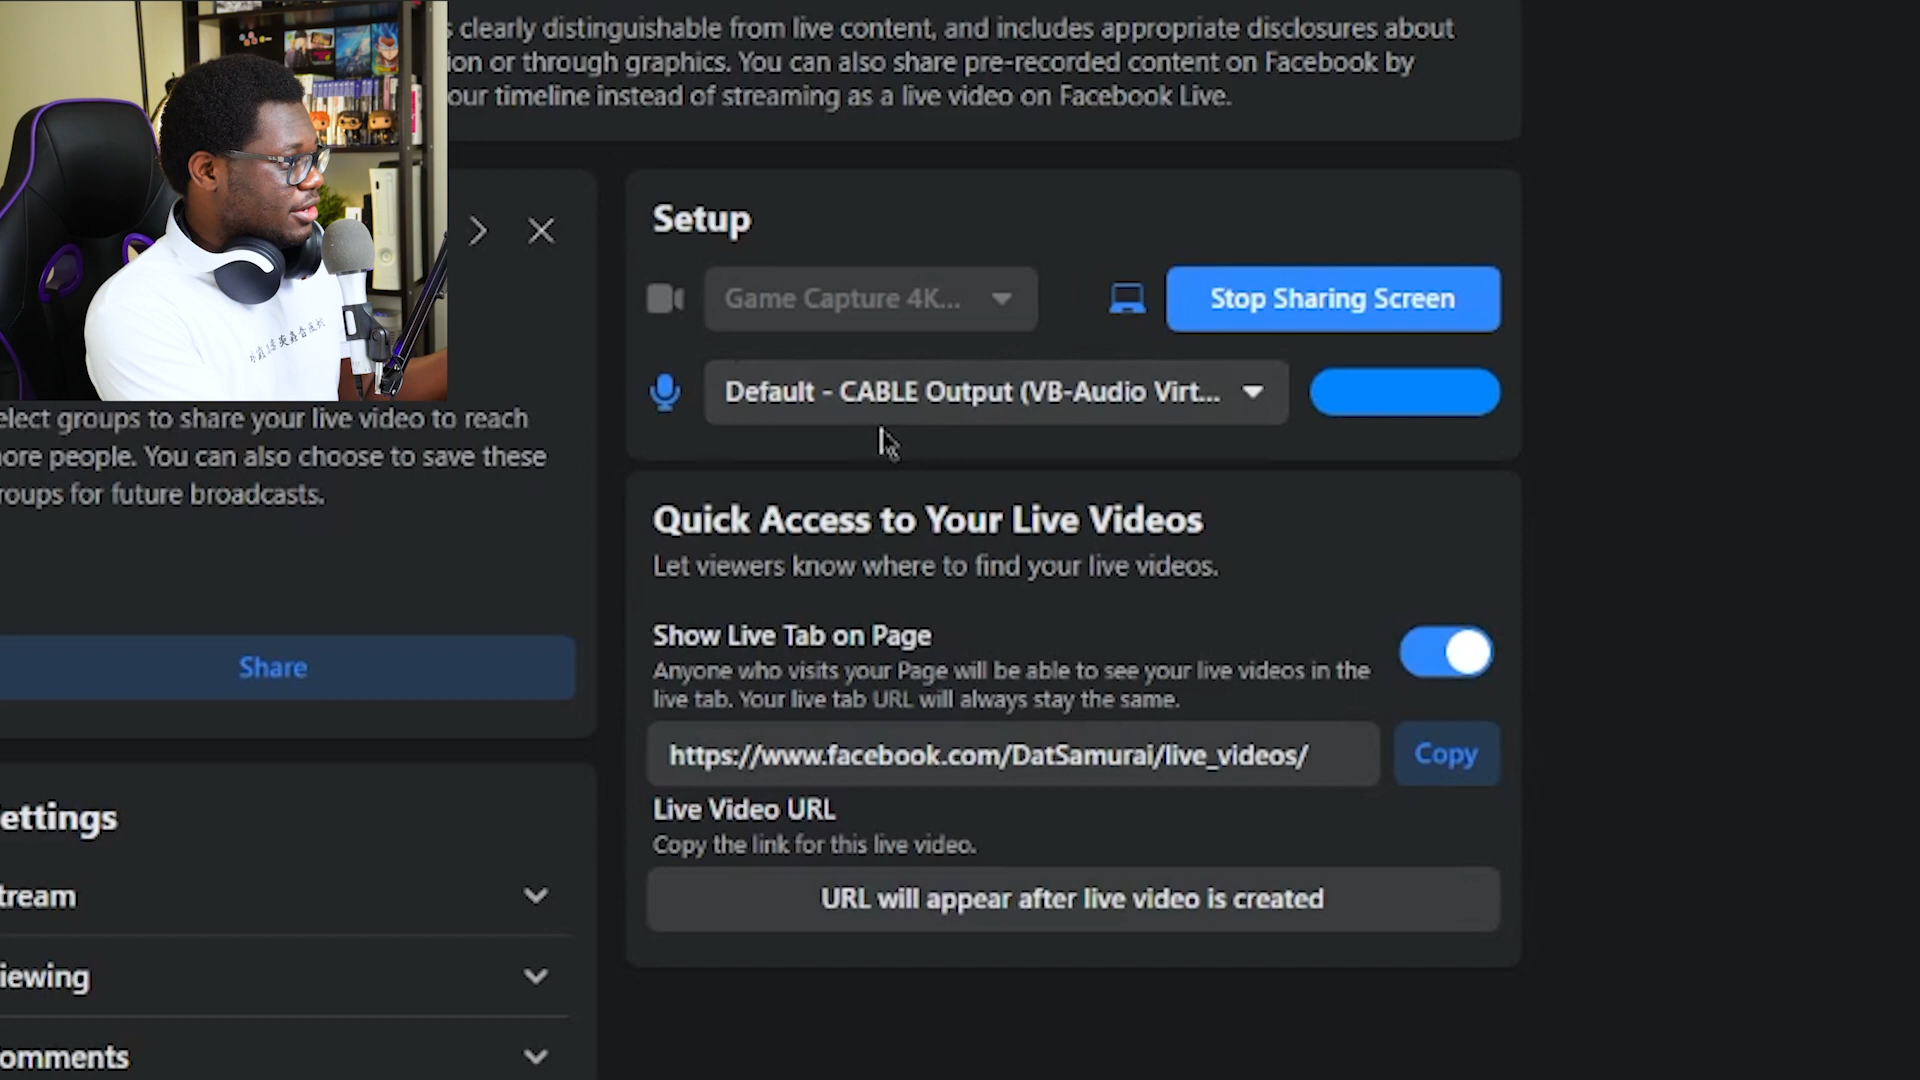 s clearly distinguishable from live content, and includes appropriate disclosures about
ion or through graphics. You can also share pre-recorded content on Facebook by
our timeline instead of streaming as a live video on Facebook Live.
elect groups to share your live video to reach
ore people. You can also choose to save these
roups for future broadcasts.
Share
ettings
tream
iewing
omments
Setup
Game Capture 4K...
Stop Sharing Screen
Default - CABLE Output (VB-Audio Virt...
Quick Access to Your Live Videos
Let viewers know where to find your live videos.
Show Live Tab on Page
Anyone who visits your Page will be able to see your live videos in the
live tab. Your live tab URL will always stay the same.
https://www.facebook.com/DatSamurai/live_videos/
Copy
Live Video URL
Copy the link for this live video.
URL will appear after live video is created